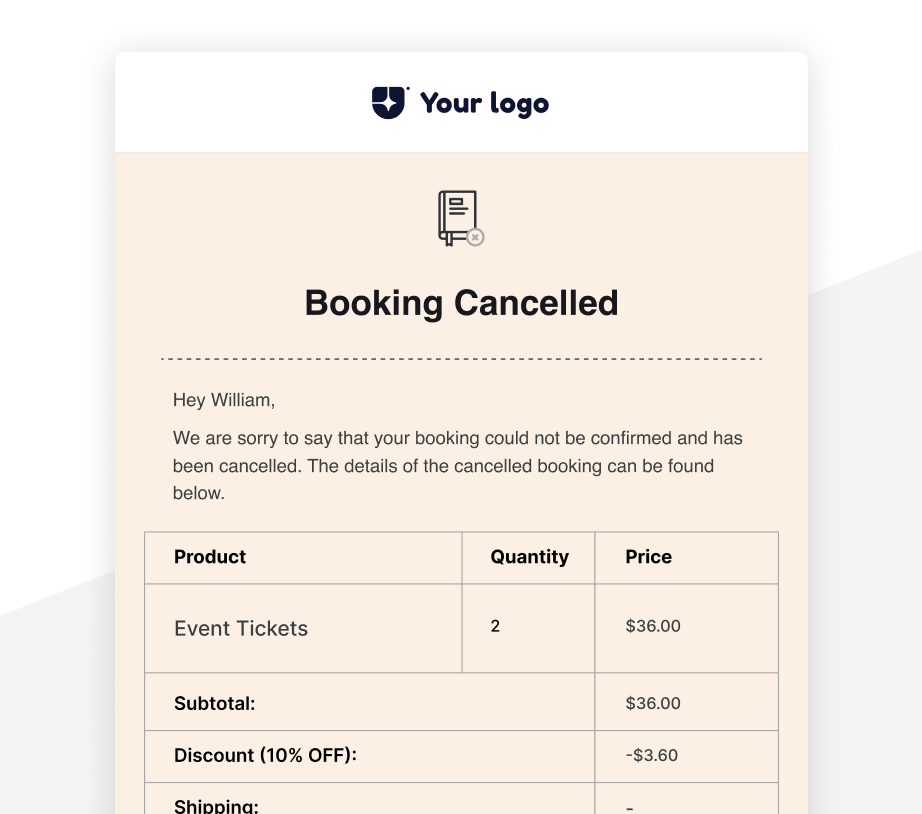 Your logo
Booking Cancelled
Hey William,
We are sorry to say that your booking could not be confirmed and has
been cancelled. The details of the cancelled booking can be found
below.
Product Quantity Price
Event Tickets 2 $36.00
Subtotal: $36.00
Discount (10% OFF): -$3.60
Shipping: -